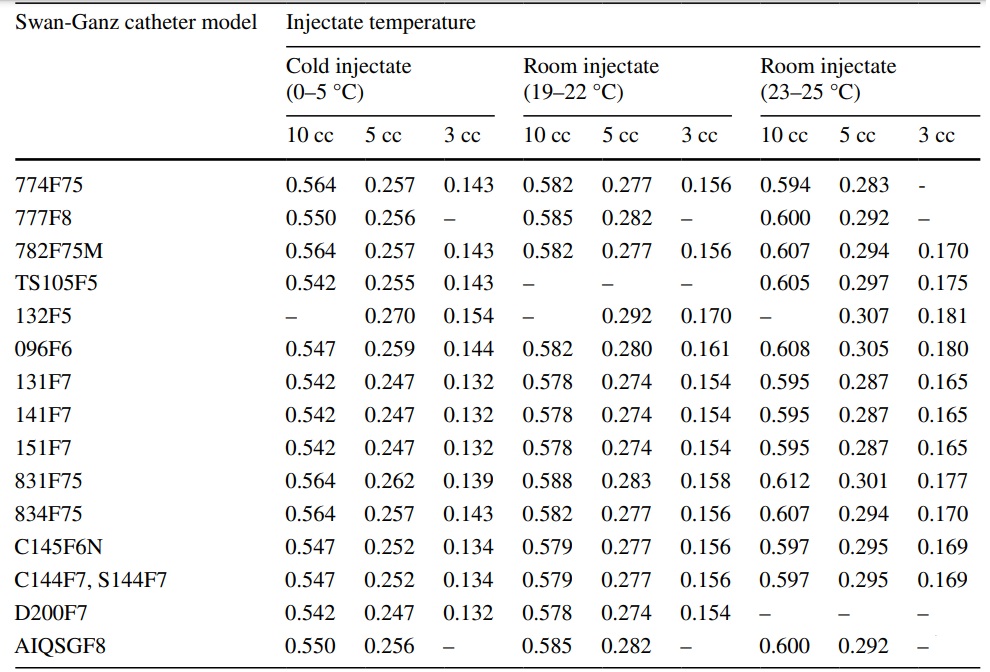 Swan-Ganz catheter model Injectate temperature
Cold injectate Room injectate Room injectate
(0–5 °C) (19–22 °C) (23–25 °C)
10 cc 5 cc 3 cc 10 cc 5 cc 3 cc 10 cc 5 cc 3 cc
774F75 0.564 0.257 0.143 0.582 0.277 0.156 0.594 0.283 -
777F8 0.550 0.256 – 0.585 0.282 – 0.600 0.292 –
782F75M 0.564 0.257 0.143 0.582 0.277 0.156 0.607 0.294 0.170
TS105F5 0.542 0.255 0.143 – – – 0.605 0.297 0.175
132F5 – 0.270 0.154 – 0.292 0.170 – 0.307 0.181
096F6 0.547 0.259 0.144 0.582 0.280 0.161 0.608 0.305 0.180
131F7 0.542 0.247 0.132 0.578 0.274 0.154 0.595 0.287 0.165
141F7 0.542 0.247 0.132 0.578 0.274 0.154 0.595 0.287 0.165
151F7 0.542 0.247 0.132 0.578 0.274 0.154 0.595 0.287 0.165
831F75 0.564 0.262 0.139 0.588 0.283 0.158 0.612 0.301 0.177
834F75 0.564 0.257 0.143 0.582 0.277 0.156 0.607 0.294 0.170
C145F6N 0.547 0.252 0.134 0.579 0.277 0.156 0.597 0.295 0.169
C144F7, S144F7 0.547 0.252 0.134 0.579 0.277 0.156 0.597 0.295 0.169
D200F7 0.542 0.247 0.132 0.578 0.274 0.154 – – –
AIQSGF8 0.550 0.256 – 0.585 0.282 – 0.600 0.292 –